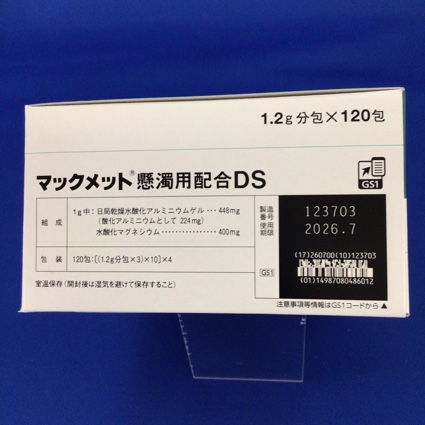 1.2g分包×120包
マックメット® 懸濁用配合DS
GS1
組成
1g中：日局乾燥水酸化アルミニウムゲル‥‥448mg
（酸化アルミニウムとして 224mg）
水酸化マグネシウム‥‥‥‥‥‥400mg
包装
120包：[(1.2g分包×3)×10]×4
室温保存（開封後は湿気を避けて保存すること）
製造番号
123703
使用期限
2026.7
(17)260700(10)123703
GS1
(01)14987080486012
注意事項等情報はGS1コードから▲